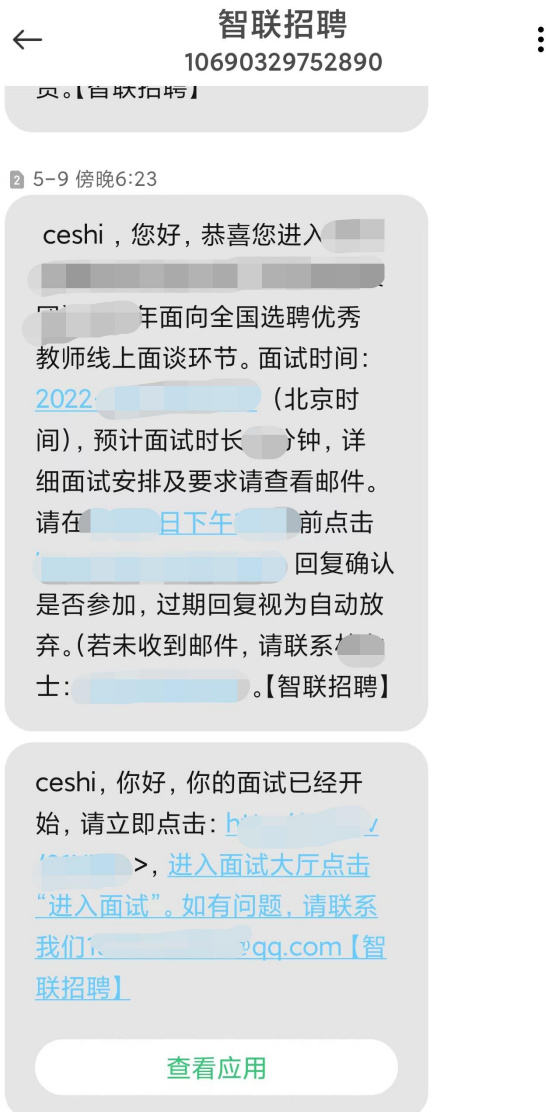 智联招聘
10690329752890
责。【智联招聘】
2 5-9 傍晚6:23
ceshi，您好，恭喜您进入
年面向全国选聘优秀
教师线上面谈环节。面试时间：
2022-（北京时
间），预计面试时长分钟，详
细面试安排及要求请查看邮件。
请在日下午前点击
回复确认
是否参加，过期回复视为自动放
弃。（若未收到邮件，请联系
士：。【智联招聘】
ceshi，你好，你的面试已经开
始，请立即点击：
>，进入面试大厅点击
“进入面试”。如有问题，请联系
我们1@qq.com【智
联招聘】
查看应用